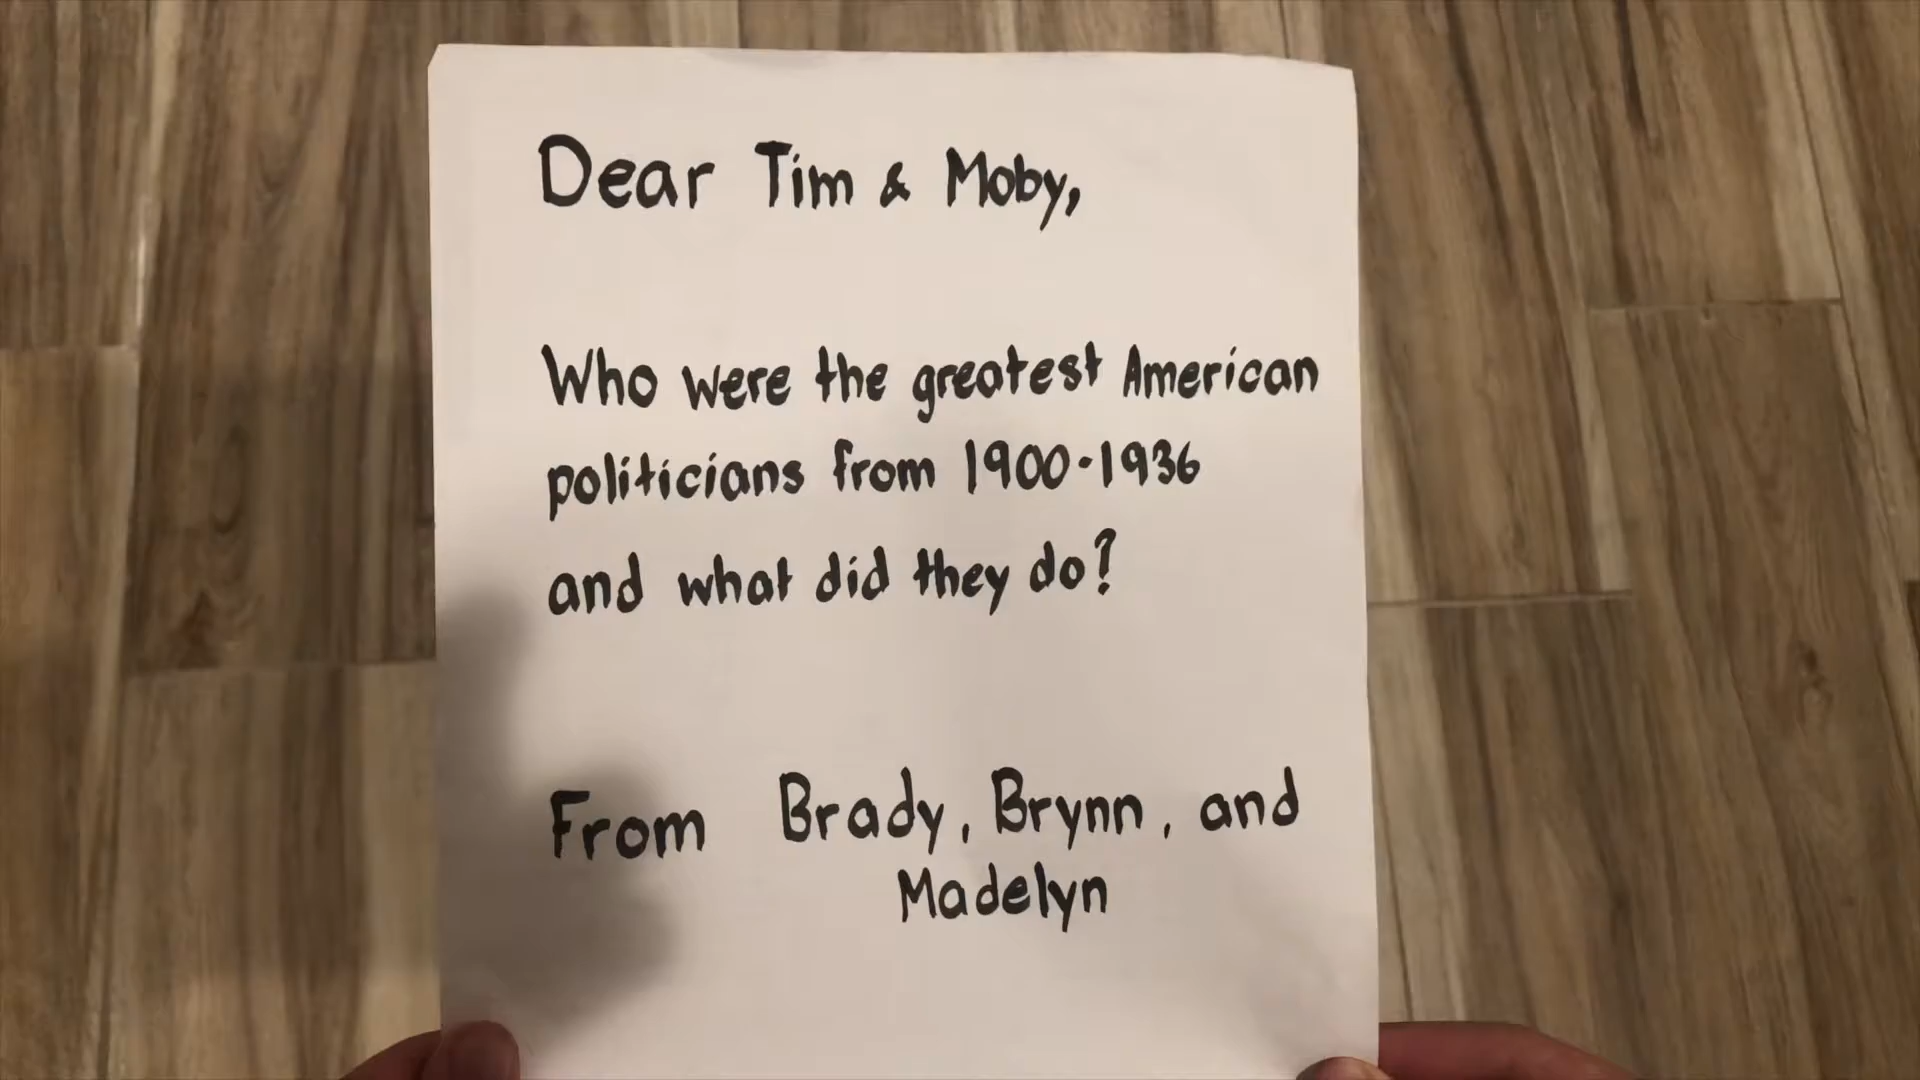 Dear Tim & Moby,
Who were the greatest American
politicians from 1900-1936
and what did they do?
From Brady, Brynn, and
Madelyn